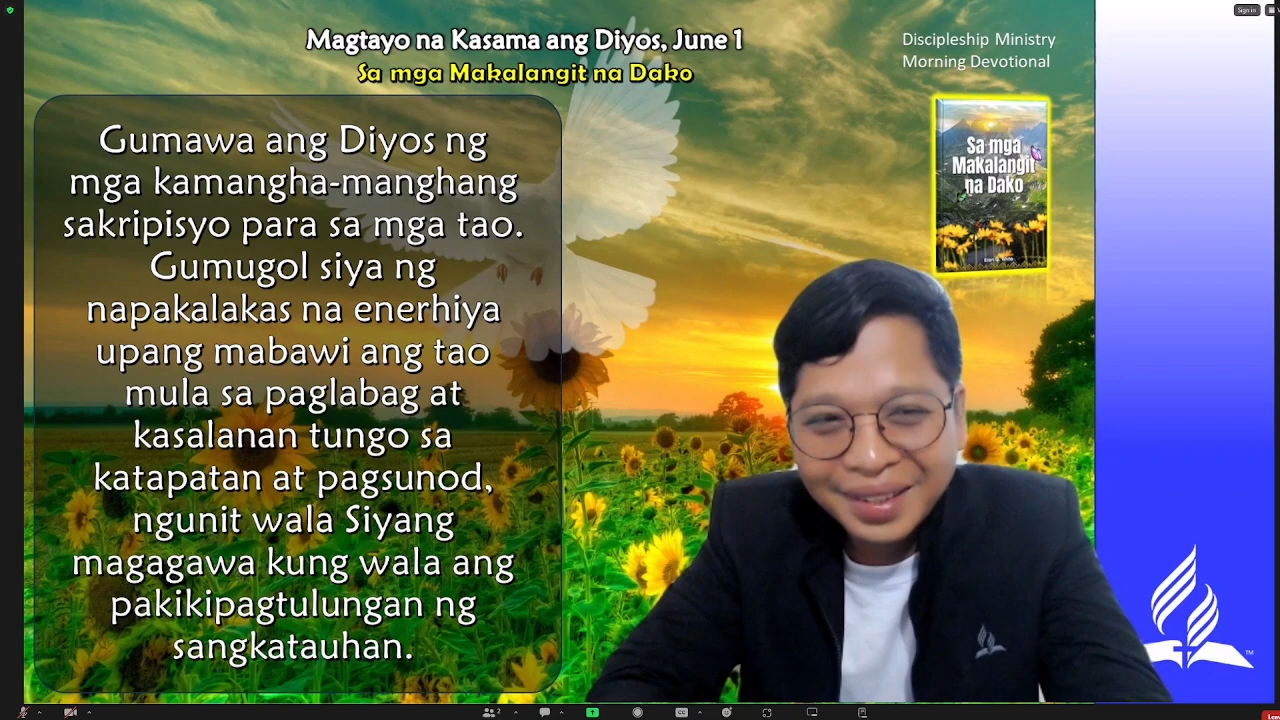 Magtayo na Kasama ang Diyos, June 1
Sa mga Makalangit na Dako
Discipleship Ministry
Morning Devotional
Sign in
Sa mga
Makalangit
na Dako
Gumawa ang Diyos ng
mga kamangha-manghang
sakripisyo para sa mga tao.
Gumugol siya ng
napakalakas na enerhiya
upang mabawi ang tao
mula sa paglabag at
kasalanan tungo sa
katapatan at pagsunod,
ngunit wala Siyang
magagawa kung wala ang
pakikipagtulungan ng
sangkatauhan.
TM
2